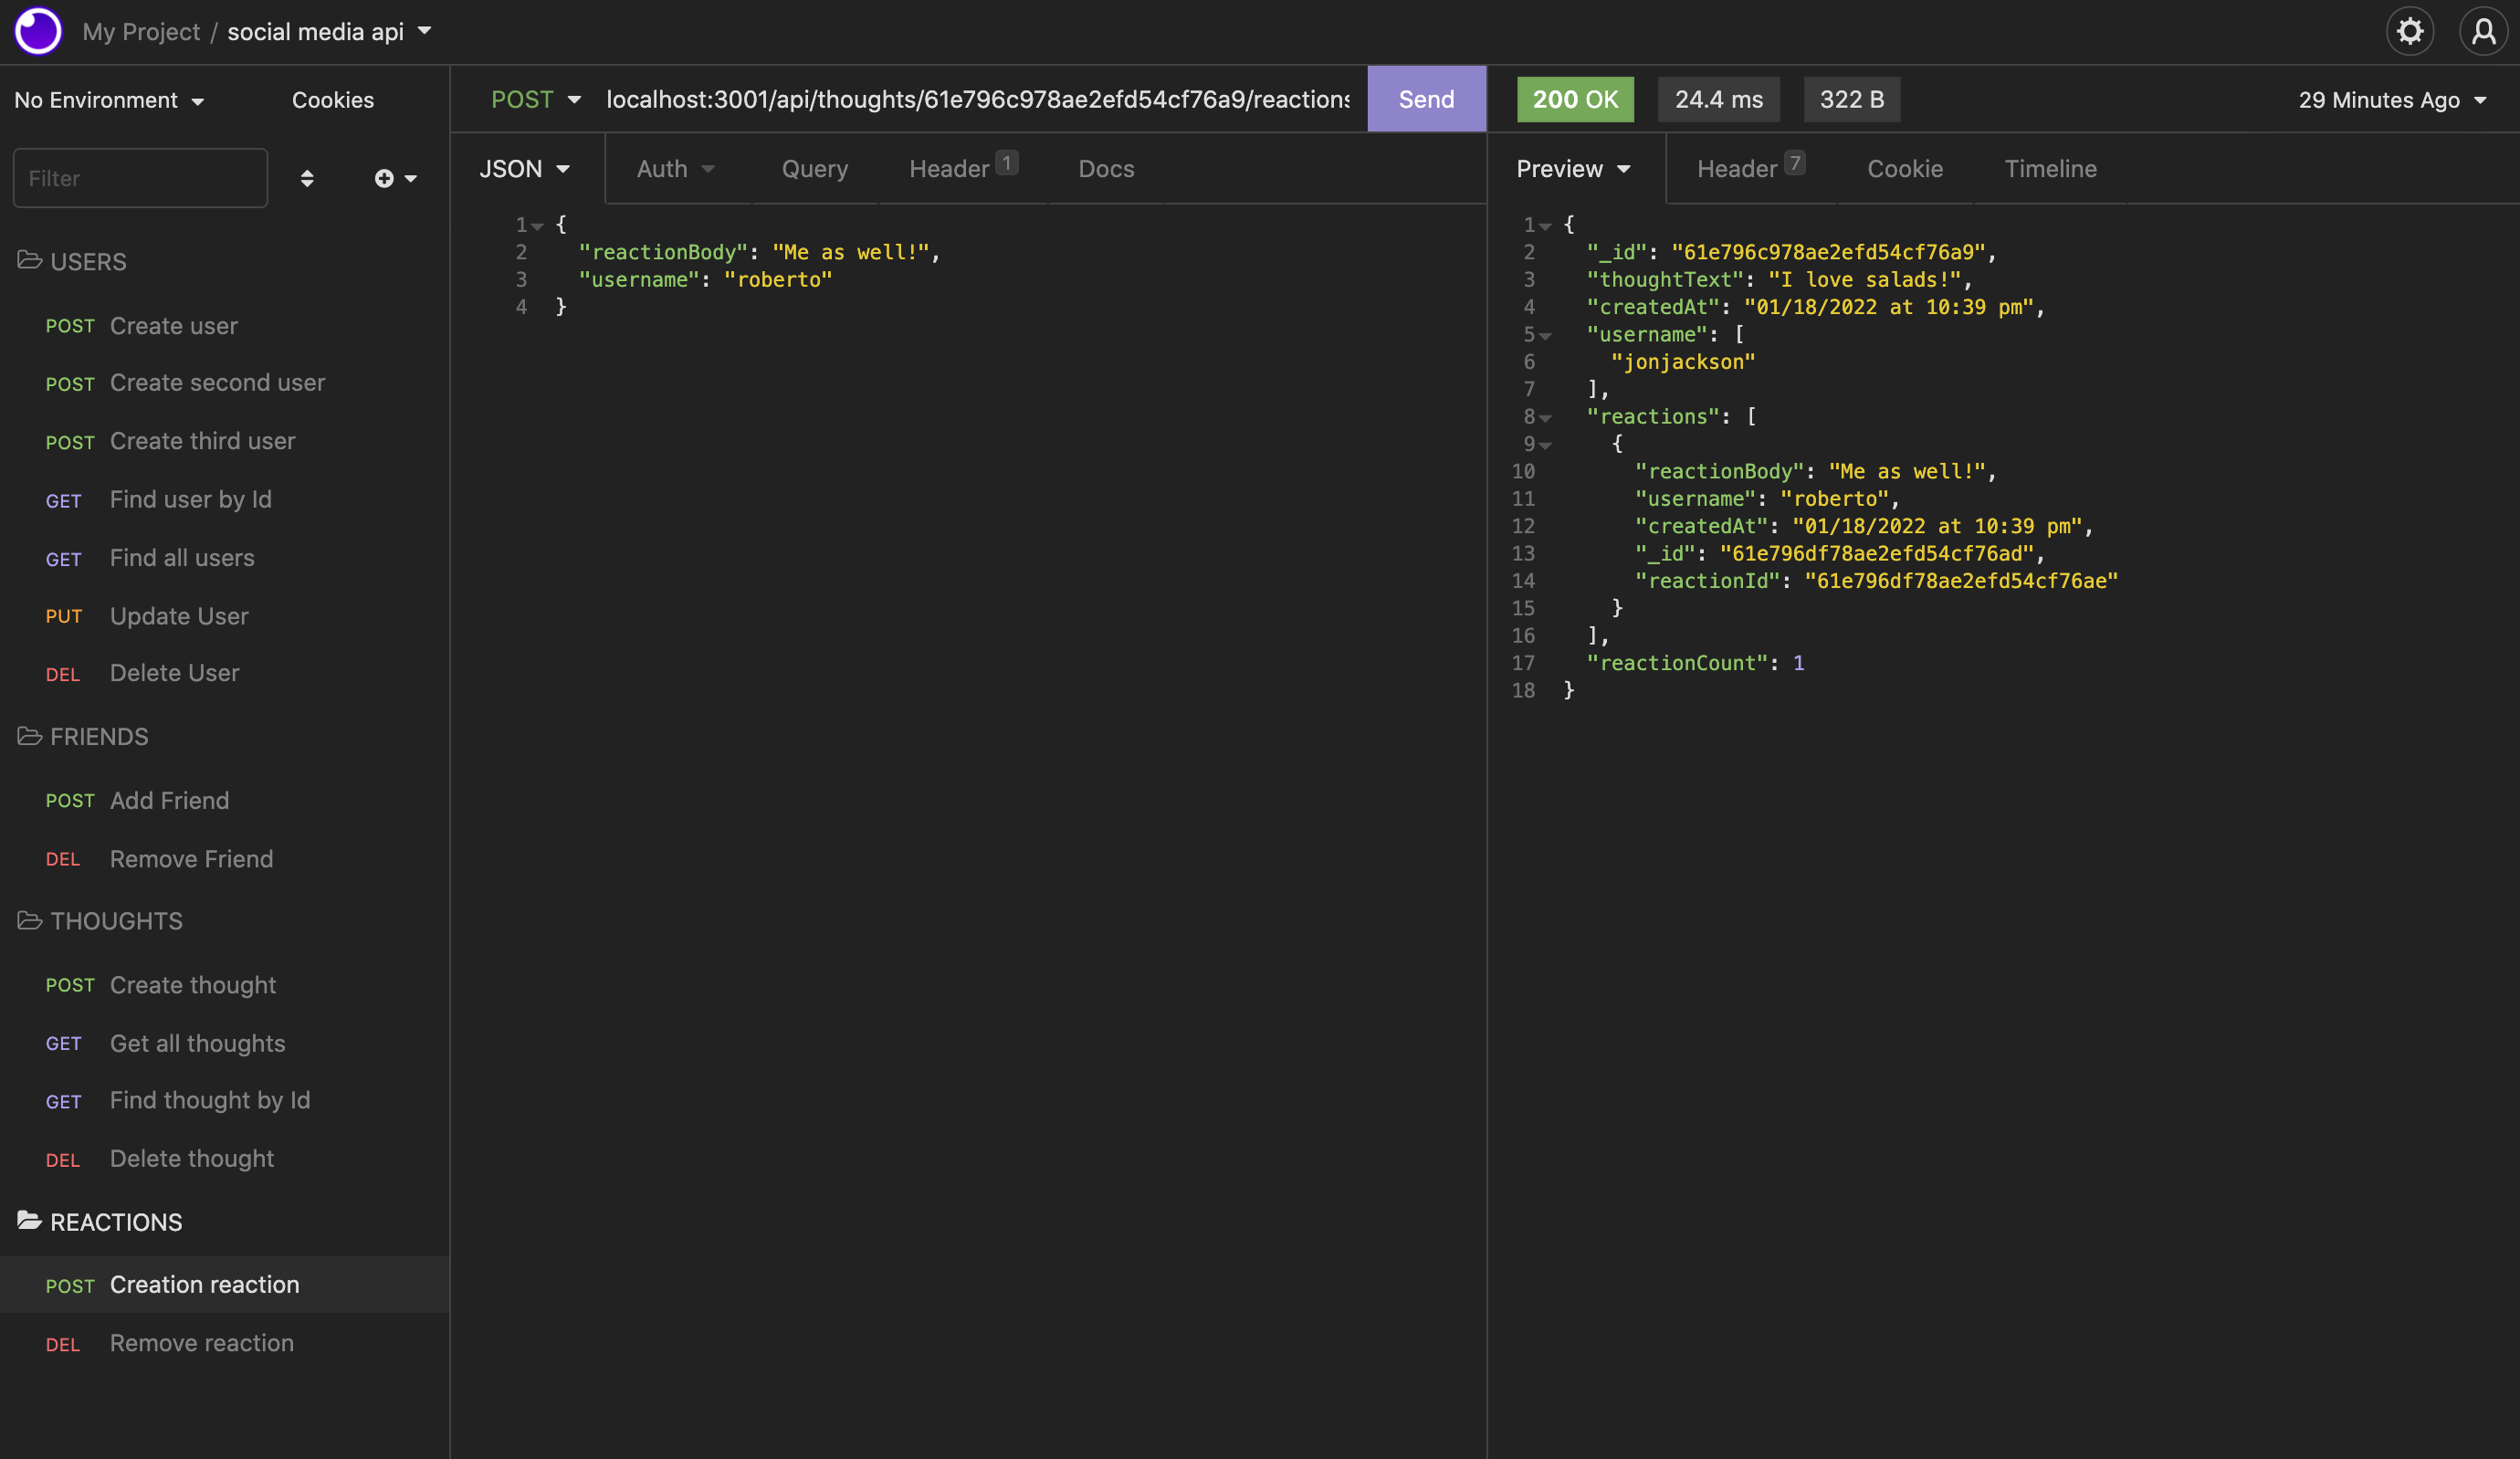 My Project / social media api
No Environment
Cookies
Filter
USERS
POST Create user
POST Create second user
POST Create third user
GET Find user by Id
GET Find all users
PUT Update User
DEL Delete User
FRIENDS
POST Add Friend
DEL Remove Friend
THOUGHTS
POST Create thought
GET Get all thoughts
GET Find thought by Id
DEL Delete thought
REACTIONS
POST Creation reaction
DEL Remove reaction
POST localhost:3001/api/thoughts/61e796c978ae2efd54cf76a9/reactions Send
JSON Auth Query Header 1 Docs
1 {
2 "reactionBody": "Me as well!",
3 "username": "roberto"
4 }
200 OK 24.4 ms 322 B 29 Minutes Ago
Preview Header 7 Cookie Timeline
1 {
2 "_id": "61e796c978ae2efd54cf76a9",
3 "thoughtText": "I love salads!",
4 "createdAt": "01/18/2022 at 10:39 pm",
5 "username": [
6 "jonjackson"
7 ],
8 "reactions": [
9 {
10 "reactionBody": "Me as well!",
11 "username": "roberto",
12 "createdAt": "01/18/2022 at 10:39 pm",
13 "_id": "61e796df78ae2efd54cf76ad",
14 "reactionId": "61e796df78ae2efd54cf76ae"
15 }
16 ],
17 "reactionCount": 1
18 }